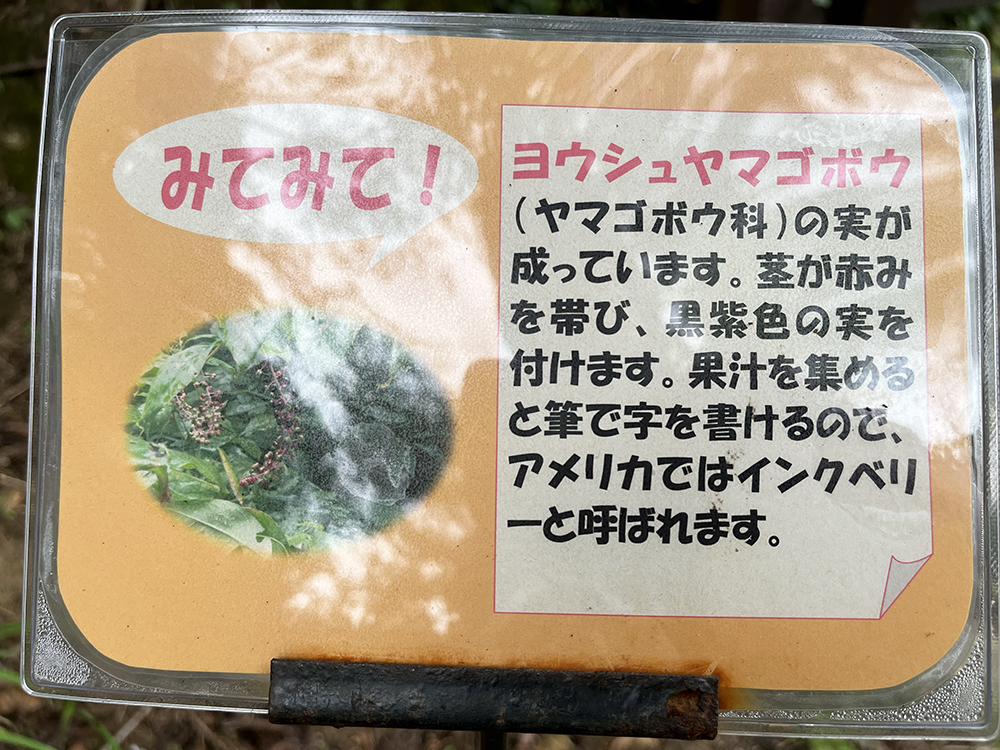 みてみて！
ヨウシュヤマゴボウ
(ヤマゴボウ科)の実が
成っています。茎が赤み
を帯び、黒紫色の実を
付けます。果汁を集める
と筆で字を書けるので、
アメリカではインクベリ
ーと呼ばれます。